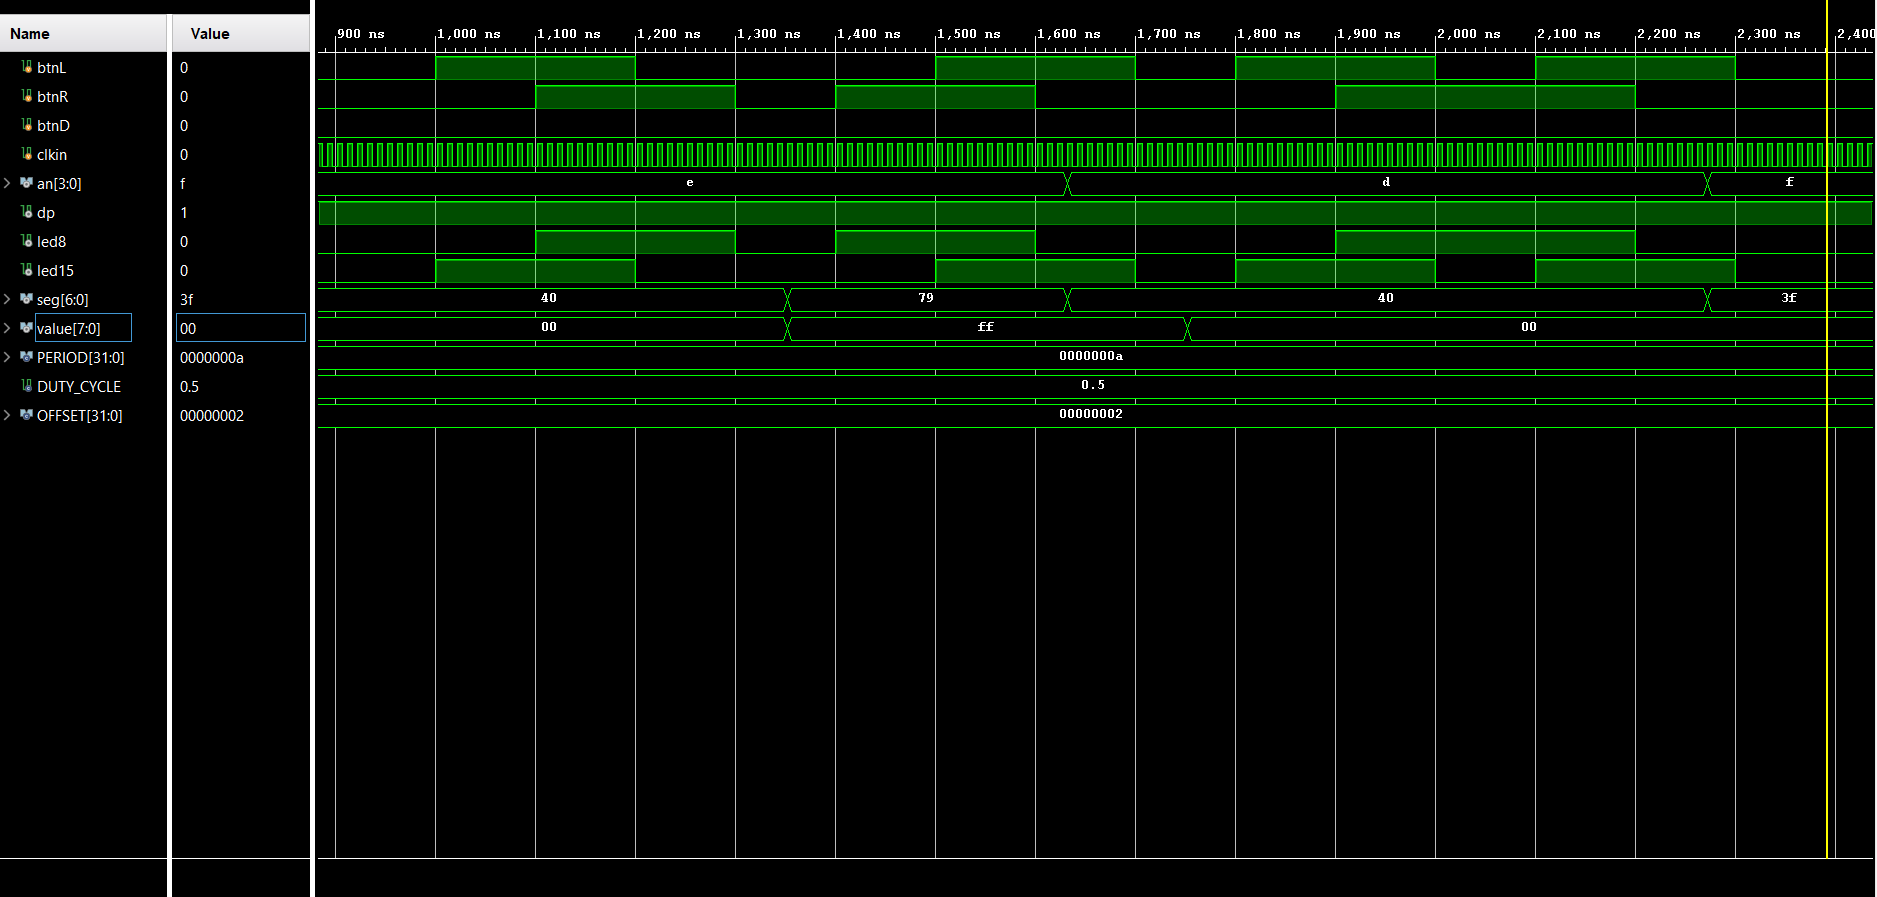 Name Value
900 ns 1,000 ns 1,100 ns 1,200 ns 1,300 ns 1,400 ns 1,500 ns 1,600 ns 1,700 ns 1,800 ns 1,900 ns 2,000 ns 2,100 ns 2,200 ns 2,300 ns 2,400
btnL 0
btnR 0
btnD 0
clkin 0
an[3:0] f e d f
dp 1
led8 0
led15 0
seg[6:0] 3f 40 79 40 3f
value[7:0] 00 00 ff 00
PERIOD[31:0] 0000000a 0000000a
DUTY_CYCLE 0.5 0.5
OFFSET[31:0] 00000002 00000002